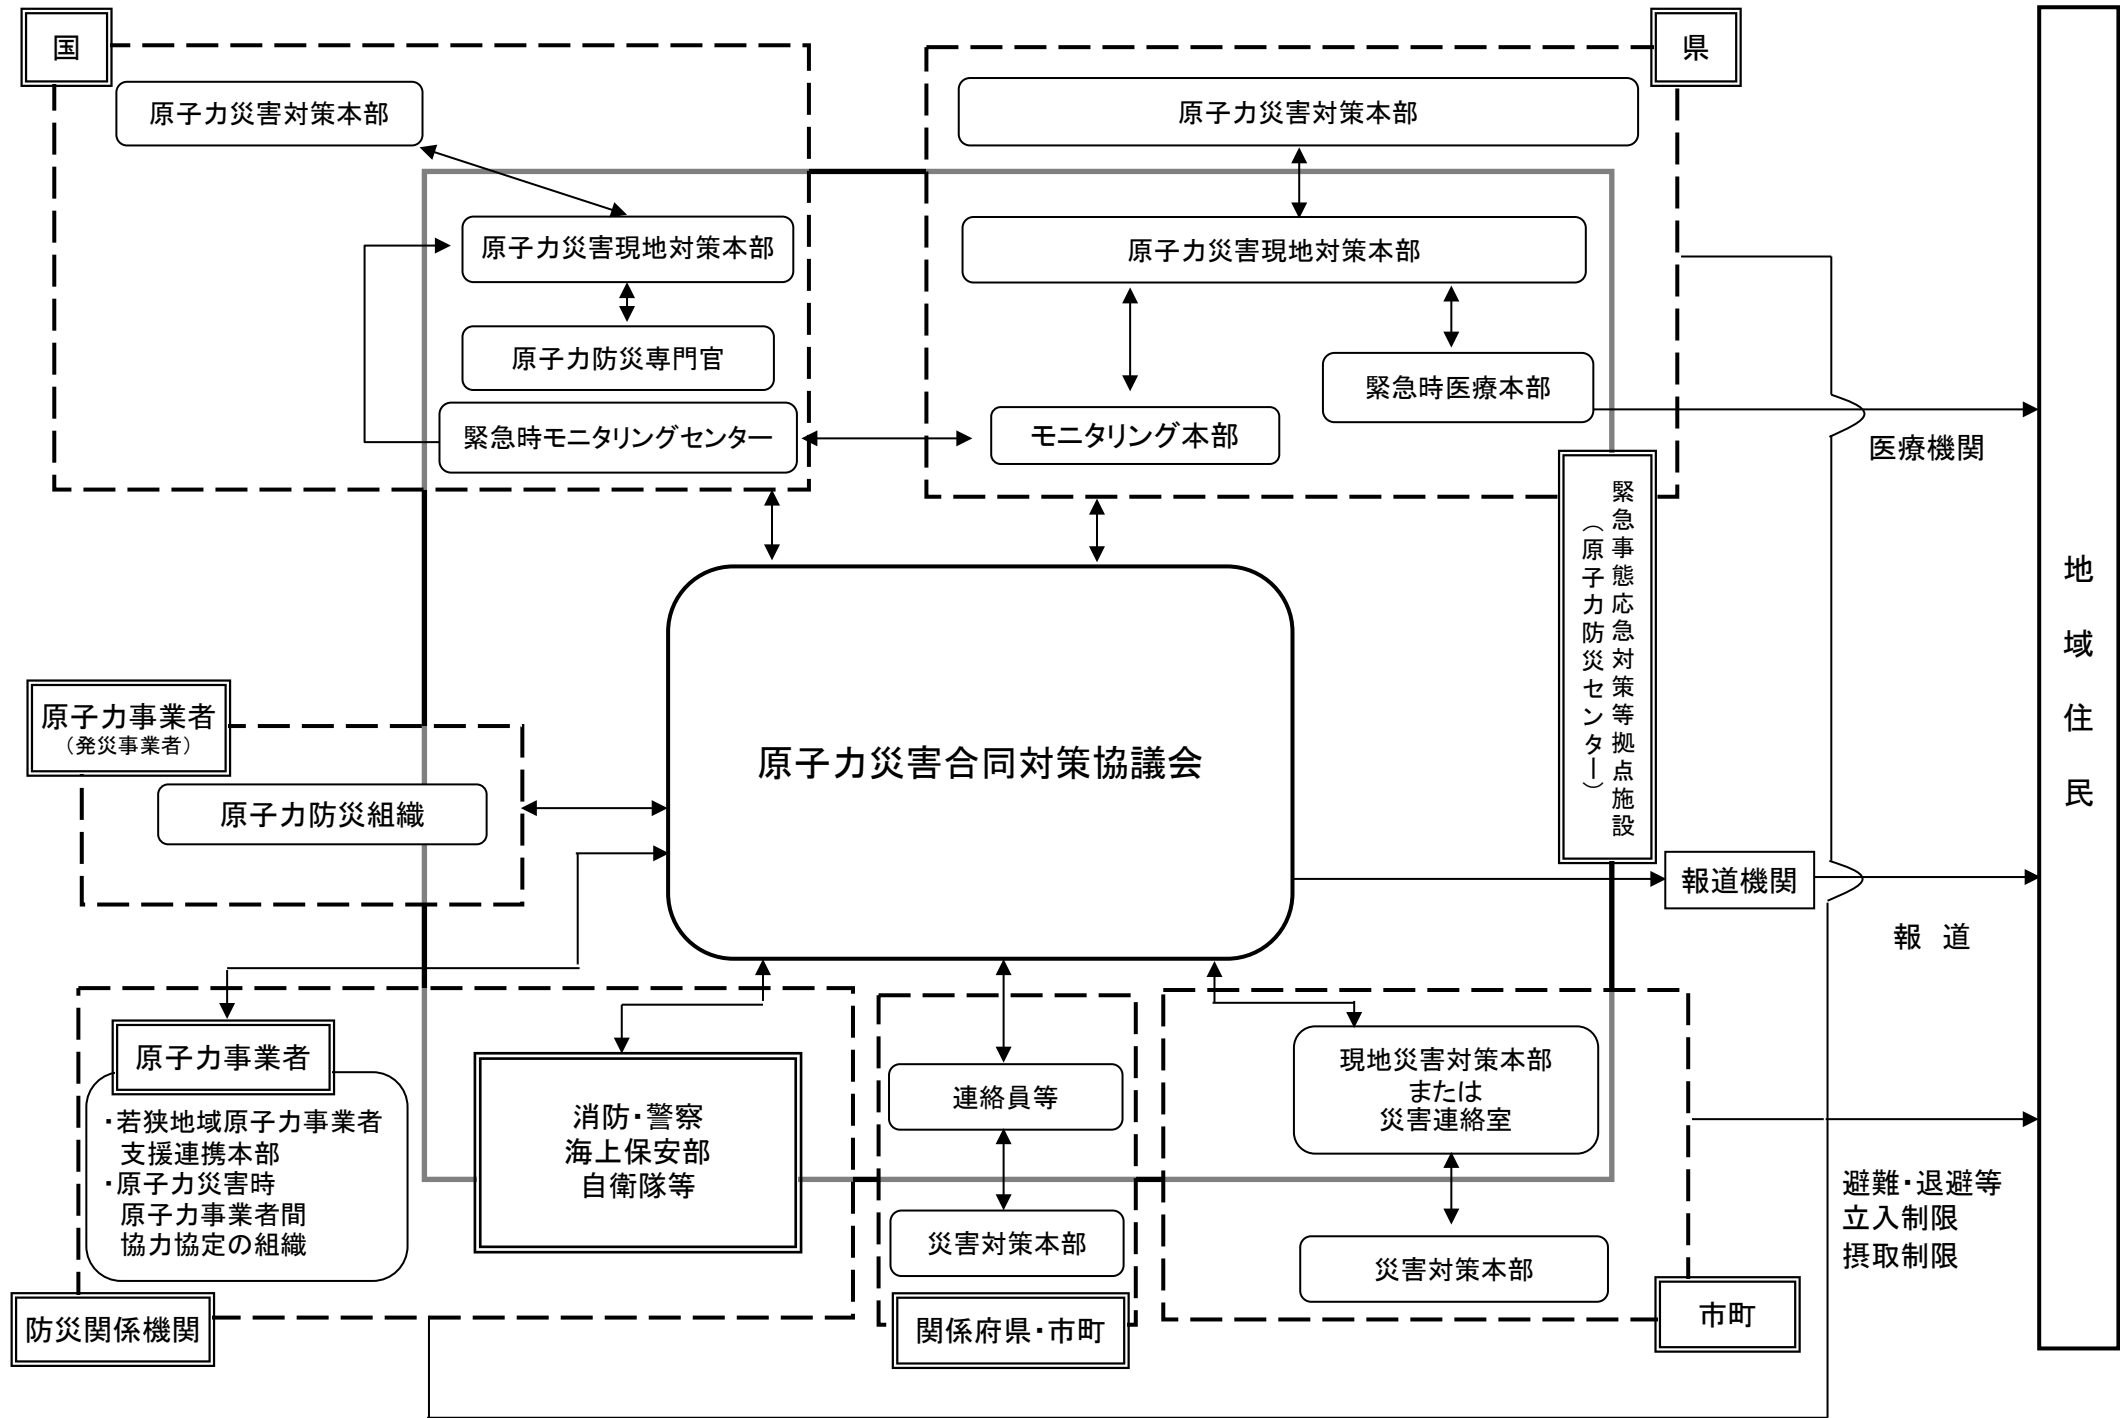 国
原子力災害対策本部
原子力災害現地対策本部
原子力防災専門官
緊急時モニタリングセンター
県
原子力災害対策本部
原子力災害現地対策本部
緊急時医療本部
モニタリング本部
医療機関
緊急事態応急対策等拠点施設
（原子力防災センター）
地域住民
原子力災害合同対策協議会
原子力事業者
（発災事業者）
原子力防災組織
報道機関
報 道
原子力事業者
・若狭地域原子力事業者
支援連携本部
・原子力災害時
原子力事業者間
協力協定の組織
消防・警察
海上保安部
自衛隊等
防災関係機関
連絡員等
災害対策本部
関係府県・市町
現地災害対策本部
または
災害連絡室
災害対策本部
市町
避難・退避等
立入制限
摂取制限